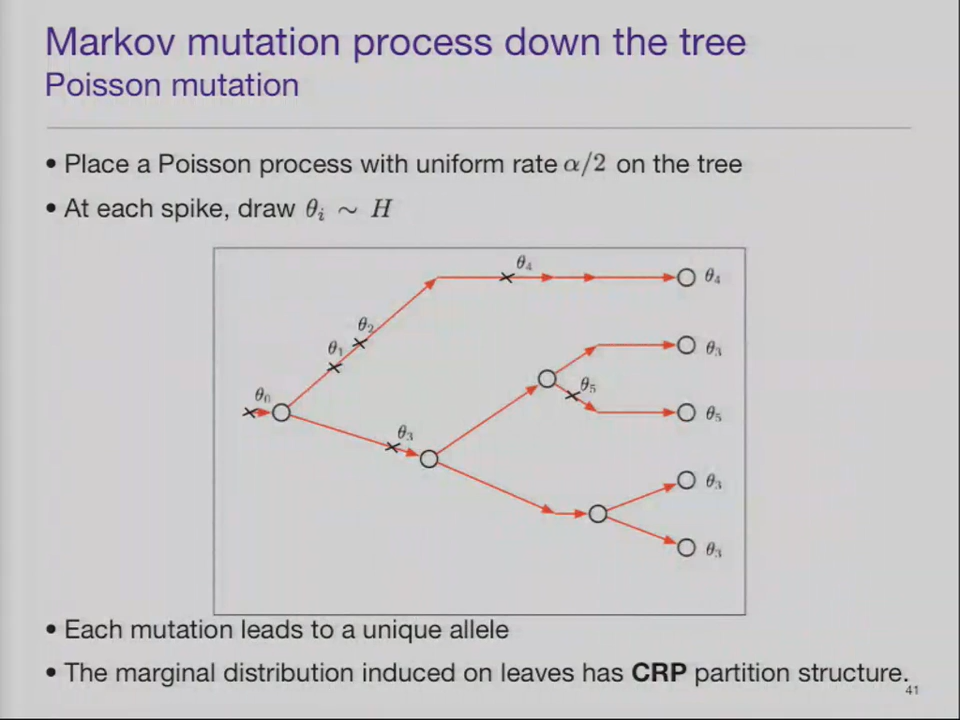 Markov mutation process down the tree
Poisson mutation
• Place a Poisson process with uniform rate α/2 on the tree
• At each spike, draw θi ~ H
θ4
θ4
θ2
θ1
θ3
θ5
θ0
θ5
θ3
θ3
θ3
• Each mutation leads to a unique allele
• The marginal distribution induced on leaves has CRP partition structure.
41